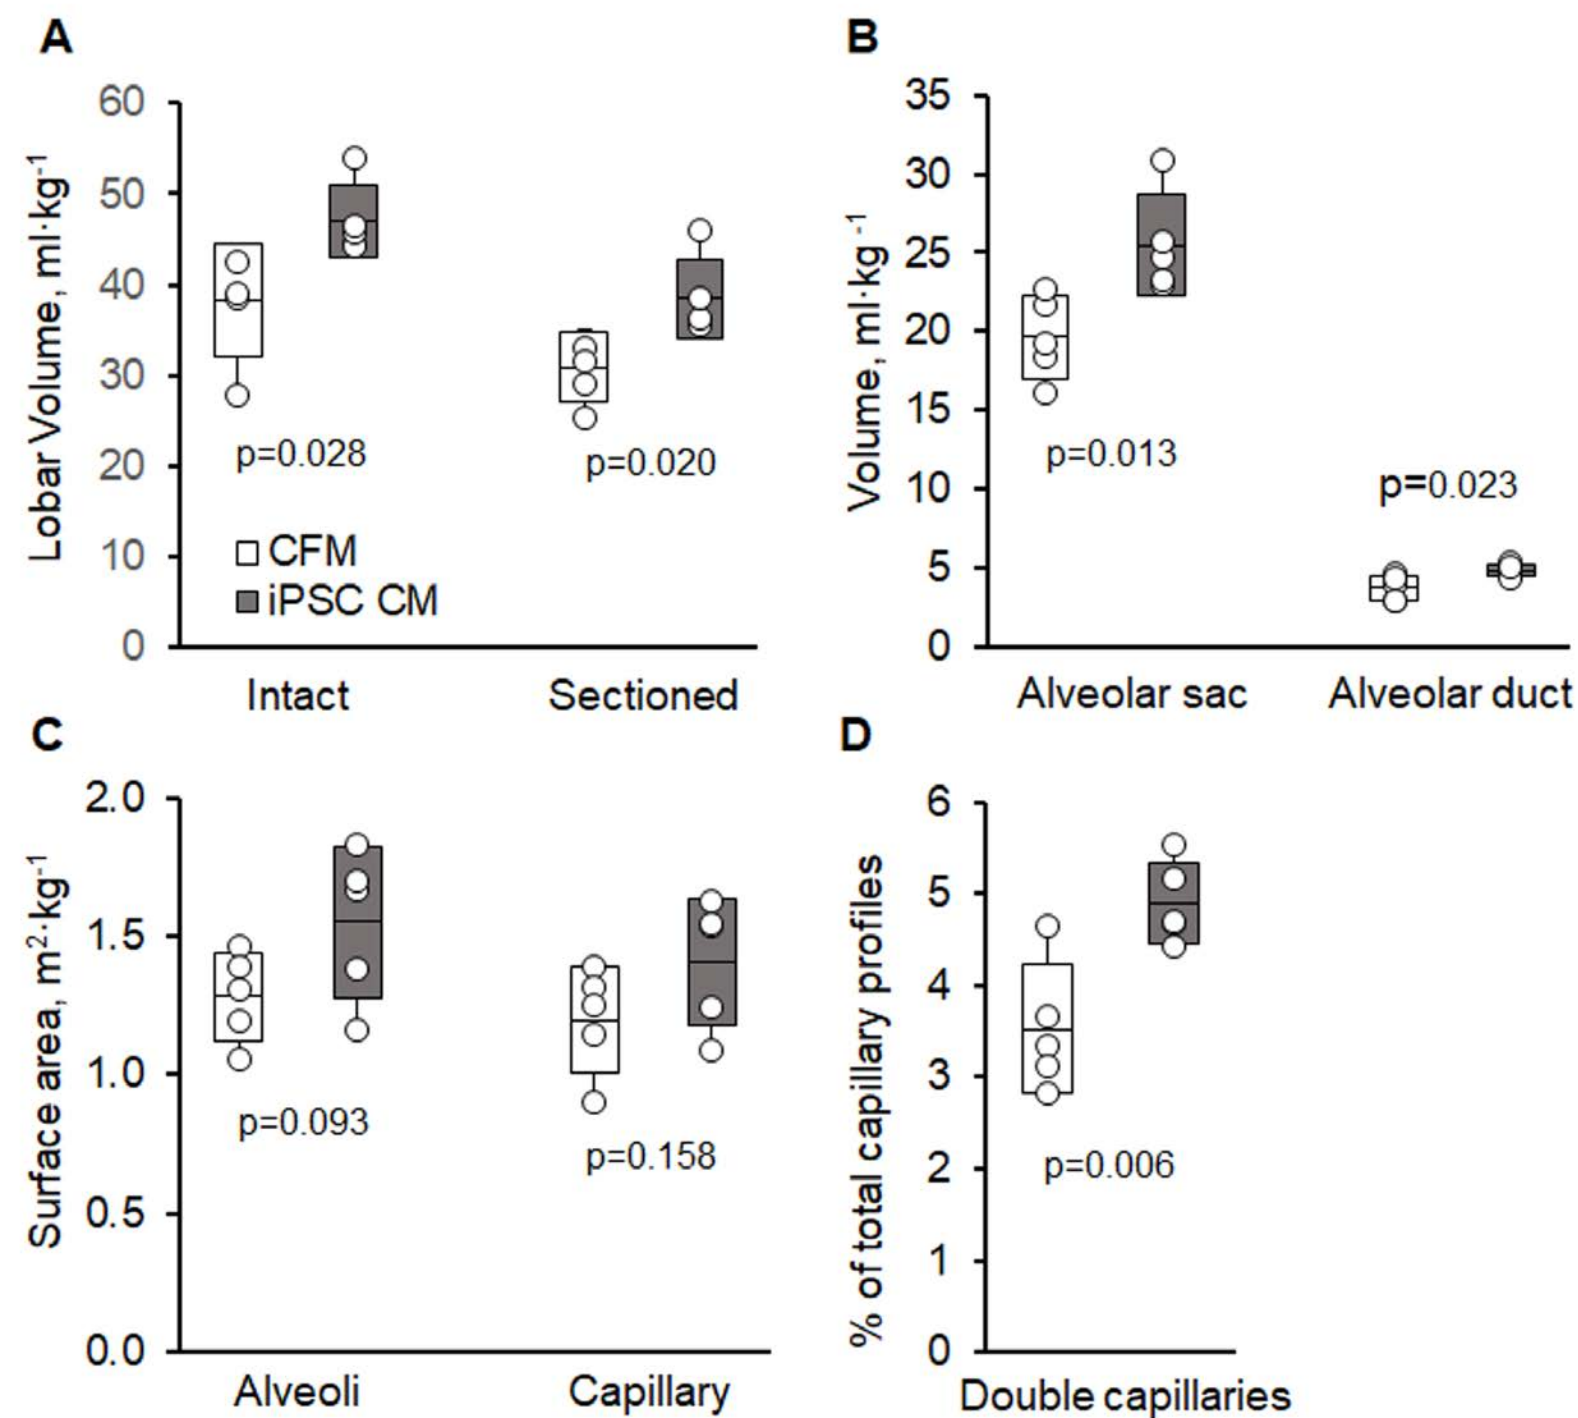 A
Lobar Volume, ml·kg-1
60
50
40
30
20
10
0
p=0.028
p=0.020
CFM
iPSC CM
Intact
Sectioned
B
Volume, ml·kg-1
35
30
25
20
15
10
5
0
p=0.013
p=0.023
Alveolar sac
Alveolar duct
C
Surface area, m2·kg-1
2.0
1.5
1.0
0.5
0.0
p=0.093
p=0.158
Alveoli
Capillary
D
% of total capillary profiles
6
5
4
3
2
1
0
p=0.006
Double capillaries